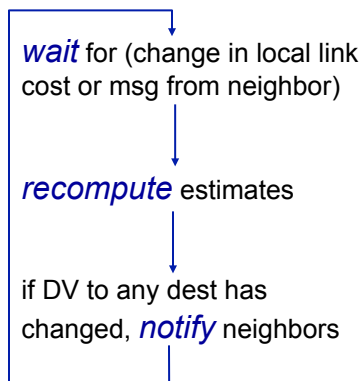 wait for (change in local link
cost or msg from neighbor)
recompute estimates
if DV to any dest has
changed, notify neighbors